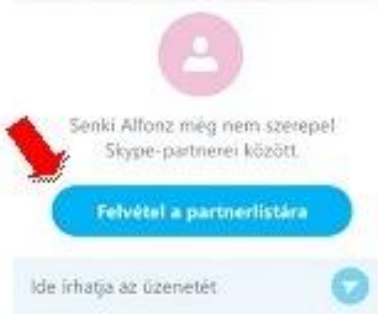 Senki Alfonz még nem szerepel
Skype-partnerei között
Felvétel a partnerlistára
Ide írhatja az üzenetét